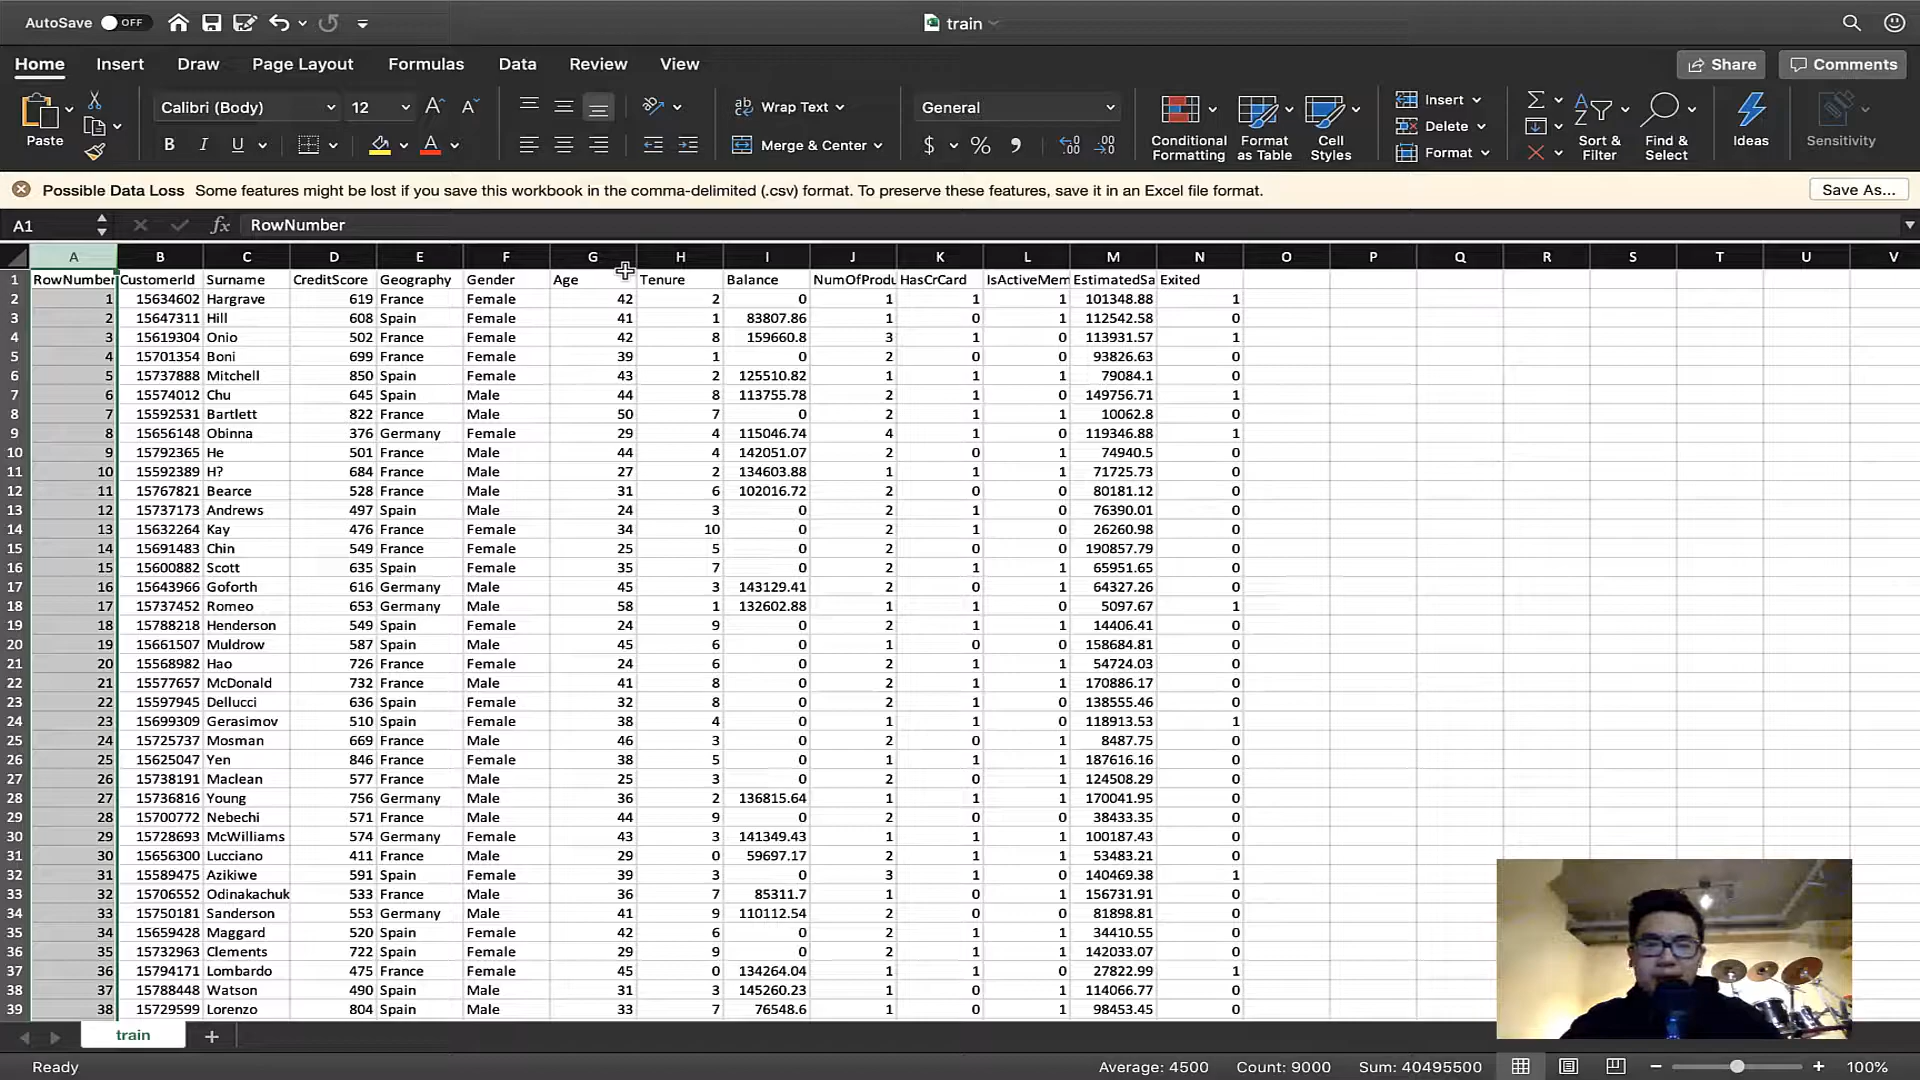 AutoSave OFF train
Home Insert Draw Page Layout Formulas Data Review View Share Comments
Paste Calibri (Body) 12 Wrap Text Merge & Center General Conditional Formatting Format as Table Cell Styles Insert Delete Format Sort & Filter Find & Select Ideas Sensitivity
Possible Data Loss Some features might be lost if you save this workbook in the comma-delimited (.csv) format. To preserve these features, save it in an Excel file format. Save As...
A1 fx RowNumber
A B C D E F G H I J K L M N O P Q R S T U V
1 RowNumber CustomerId Surname CreditScore Geography Gender Age Tenure Balance NumOfProdu HasCrCard IsActiveMem EstimatedSa Exited
2 1 15634602 Hargrave 619 France Female 42 2 0 1 1 1 101348.88 1
3 2 15647311 Hill 608 Spain Female 41 1 83807.86 1 0 1 112542.58 0
4 3 15619304 Onio 502 France Female 42 8 159660.8 3 1 0 113931.57 1
5 4 15701354 Boni 699 France Female 39 1 0 2 0 0 93826.63 0
6 5 15737888 Mitchell 850 Spain Female 43 2 125510.82 1 1 1 79084.1 0
7 6 15574012 Chu 645 Spain Male 44 8 113755.78 2 1 0 149756.71 1
8 7 15592531 Bartlett 822 France Male 50 7 0 2 1 1 10062.8 0
9 8 15656148 Obinna 376 Germany Female 29 4 115046.74 4 1 0 119346.88 1
10 9 15792365 He 501 France Male 44 4 142051.07 2 0 1 74940.5 0
11 10 15592389 H? 684 France Male 27 2 134603.88 1 1 1 71725.73 0
12 11 15767821 Bearce 528 France Male 31 6 102016.72 2 0 0 80181.12 0
13 12 15737173 Andrews 497 Spain Male 24 3 0 2 1 0 76390.01 0
14 13 15632264 Kay 476 France Female 34 10 0 2 1 0 26260.98 0
15 14 15691483 Chin 549 France Female 25 5 0 2 0 0 190857.79 0
16 15 15600882 Scott 635 Spain Female 35 7 0 2 1 1 65951.65 0
17 16 15643966 Goforth 616 Germany Male 45 3 143129.41 2 0 1 64327.26 0
18 17 15737452 Romeo 653 Germany Male 58 1 132602.88 1 1 0 5097.67 1
19 18 15788218 Henderson 549 Spain Female 24 9 0 2 1 1 14406.41 0
20 19 15661507 Muldrow 587 Spain Male 45 6 0 1 0 0 158684.81 0
21 20 15568982 Hao 726 France Female 24 6 0 2 1 1 54724.03 0
22 21 15577657 McDonald 732 France Male 41 8 0 2 1 1 170886.17 0
23 22 15597945 Dellucci 636 Spain Female 32 8 0 2 1 0 138555.46 0
24 23 15699309 Gerasimov 510 Spain Female 38 4 0 1 1 0 118913.53 1
25 24 15725737 Mosman 669 France Male 46 3 0 2 0 1 8487.75 0
26 25 15625047 Yen 846 France Female 38 5 0 1 1 1 187616.16 0
27 26 15738191 Maclean 577 France Male 25 3 0 2 0 1 124508.29 0
28 27 15736816 Young 756 Germany Male 36 2 136815.64 1 1 1 170041.95 0
29 28 15700772 Nebechi 571 France Male 44 9 0 2 0 0 38433.35 0
30 29 15728693 McWilliams 574 Germany Female 43 3 141349.43 1 1 1 100187.43 0
31 30 15656300 Lucciano 411 France Male 29 0 59697.17 2 1 1 53483.21 0
32 31 15589475 Azikiwe 591 Spain Female 39 3 0 3 1 0 140469.38 1
33 32 15706552 Odinakachuk 533 France Male 36 7 85311.7 1 0 1 156731.91 0
34 33 15750181 Sanderson 553 Germany Male 41 9 110112.54 2 0 0 81898.81 0
35 34 15659428 Maggard 520 Spain Female 42 6 0 2 1 1 34410.55 0
36 35 15732963 Clements 722 Spain Female 29 9 0 2 1 1 142033.07 0
37 36 15794171 Lombardo 475 France Female 45 0 134264.04 1 1 0 27822.99 1
38 37 15788448 Watson 490 Spain Male 31 3 145260.23 1 0 1 114066.77 0
39 38 15729599 Lorenzo 804 Spain Male 33 7 76548.6 1 0 1 98453.45 0
train
Ready Average: 4500 Count: 9000 Sum: 40495500 100%